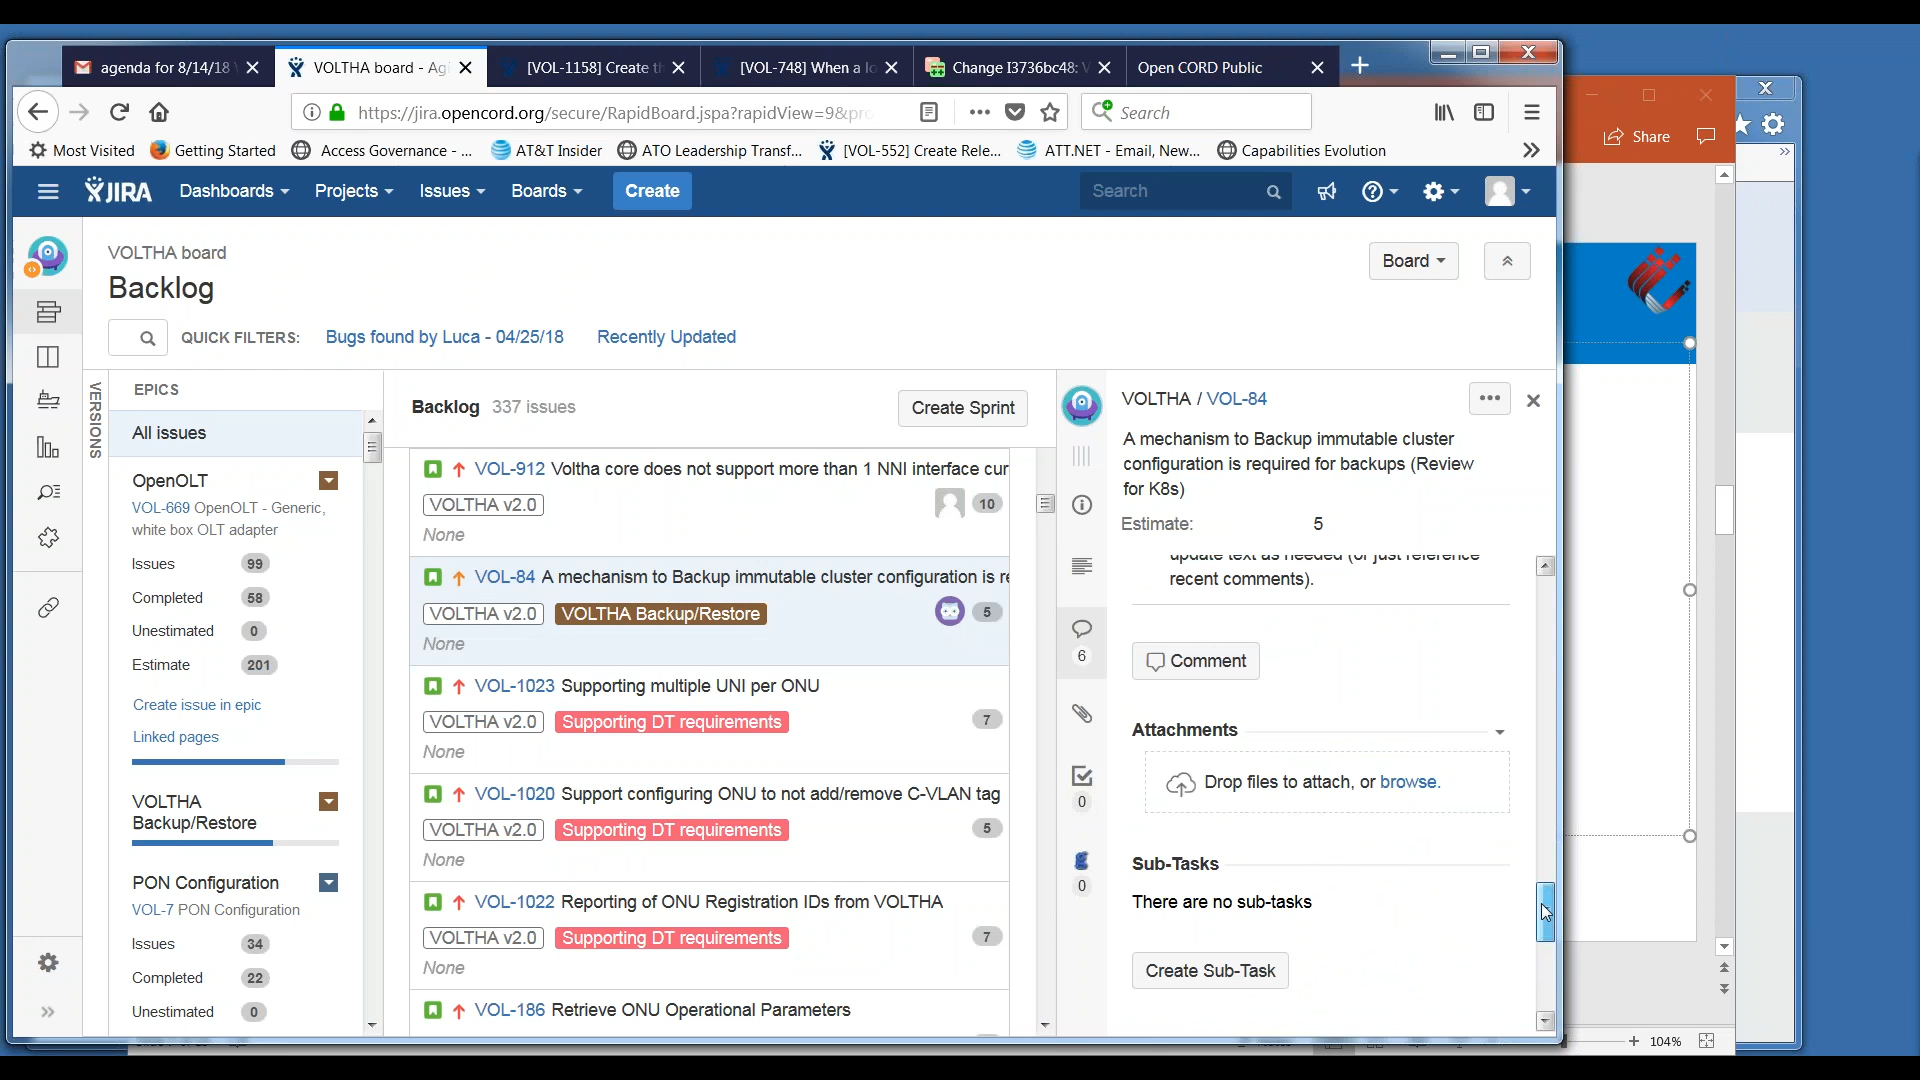 agenda for 8/14/18
VOLTHA board - Agi
[VOL-1158] Create th
[VOL-748] When a lo
Change I3736bc48: V
Open CORD Public
https://jira.opencord.org/secure/RapidBoard.jspa?rapidView=9&pro
Search
Share
Most Visited
Getting Started
Access Governance - ...
AT&T Insider
ATO Leadership Transf...
[VOL-552] Create Rele...
ATT.NET - Email, New...
Capabilities Evolution
JIRA
Dashboards
Projects
Issues
Boards
Create
Search
VOLTHA board
Backlog
Board
QUICK FILTERS:
Bugs found by Luca - 04/25/18
Recently Updated
VERSIONS
EPICS
All issues
OpenOLT
VOL-669 OpenOLT - Generic,
white box OLT adapter
Issues 99
Completed 58
Unestimated 0
Estimate 201
Create issue in epic
Linked pages
VOLTHA
Backup/Restore
PON Configuration
VOL-7 PON Configuration
Issues 34
Completed 22
Unestimated 0
Backlog 337 issues
Create Sprint
VOL-912 Voltha core does not support more than 1 NNI interface cur
VOLTHA v2.0
10
None
VOL-84 A mechanism to Backup immutable cluster configuration is re
VOLTHA v2.0 VOLTHA Backup/Restore
5
None
VOL-1023 Supporting multiple UNI per ONU
VOLTHA v2.0 Supporting DT requirements
7
None
VOL-1020 Support configuring ONU to not add/remove C-VLAN tag
VOLTHA v2.0 Supporting DT requirements
5
None
VOL-1022 Reporting of ONU Registration IDs from VOLTHA
VOLTHA v2.0 Supporting DT requirements
7
None
VOL-186 Retrieve ONU Operational Parameters
VOLTHA / VOL-84
A mechanism to Backup immutable cluster
configuration is required for backups (Review
for K8s)
Estimate: 5
update text as needed (or just reference
recent comments).
6
Comment
Attachments
Drop files to attach, or browse.
0
Sub-Tasks
0
There are no sub-tasks
Create Sub-Task
104%